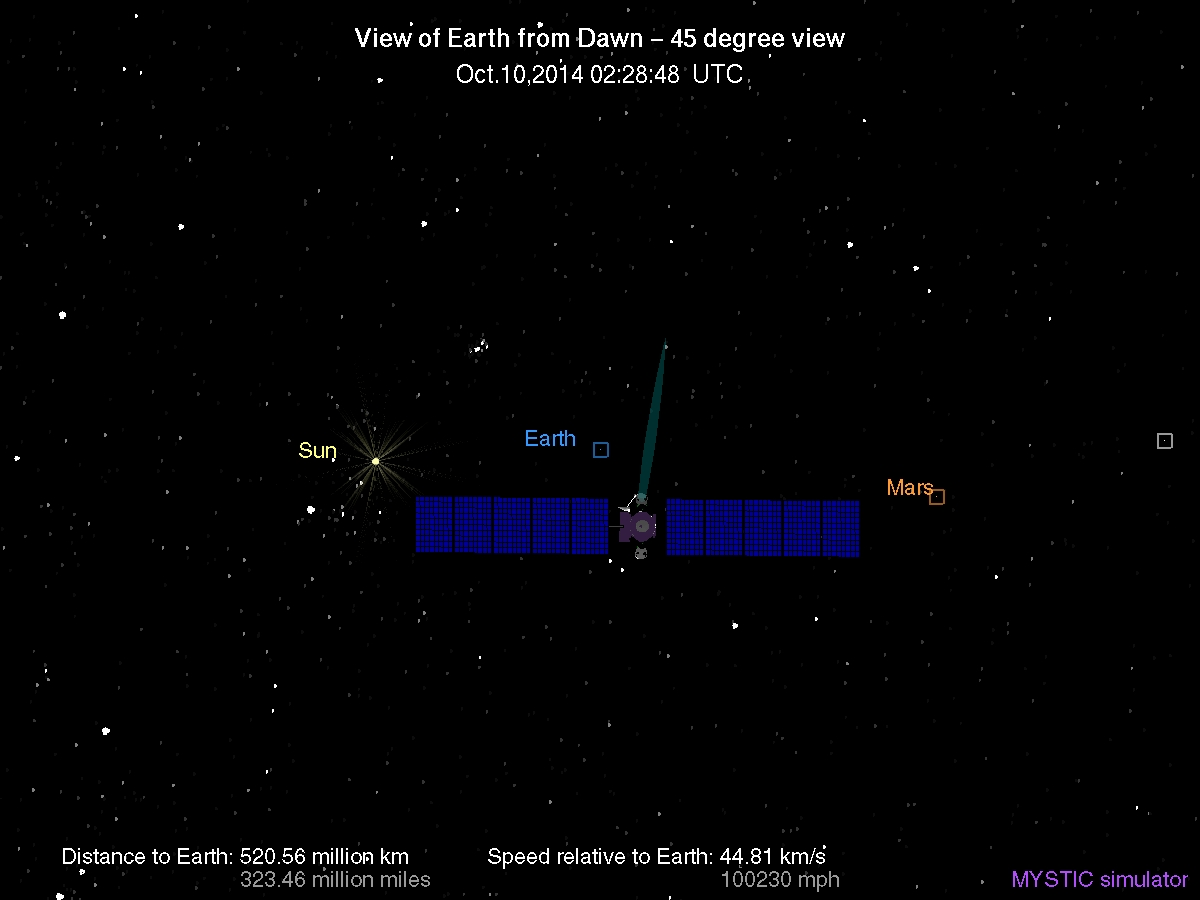 View of Earth from Dawn – 45 degree view
Oct.10,2014 02:28:48 UTC
Earth
Sun
Mars
Distance to Earth: 520.56 million km
323.46 million miles
Speed relative to Earth: 44.81 km/s
100230 mph
MYSTIC simulator